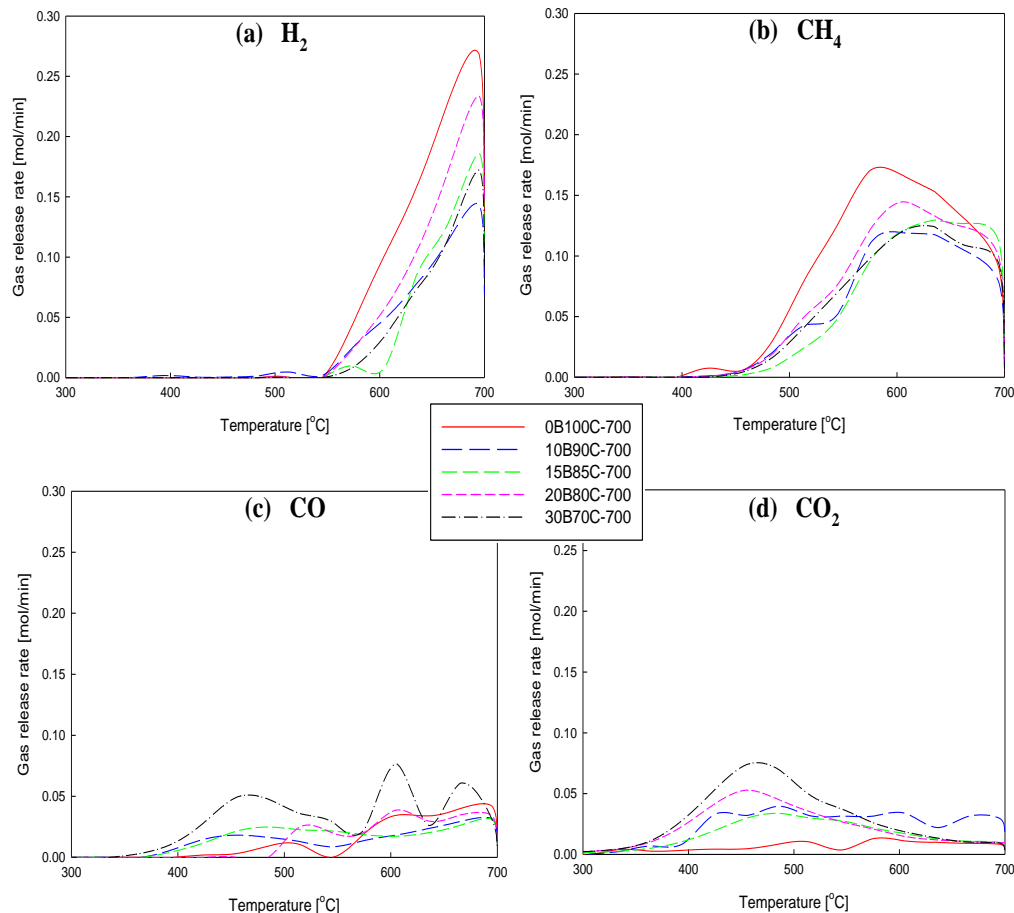 (a) H2
0.30
0.25
0.20
0.15
0.10
0.05
0.00
Gas release rate [mol/min]
300 400 500 600 700
Temperature [°C]
(b) CH4
0.30
0.25
0.20
0.15
0.10
0.05
0.00
Gas release rate [mol/min]
300 400 500 600 700
Temperature [°C]
0B100C-700
10B90C-700
15B85C-700
20B80C-700
30B70C-700
(c) CO
0.30
0.25
0.20
0.15
0.10
0.05
0.00
Gas release rate [mol/min]
300 400 500 600 700
Temperature [°C]
(d) CO2
0.25
0.20
0.15
0.10
0.05
0.00
Gas release rate [mol/min]
300 400 500 600 700
Temperature [°C]